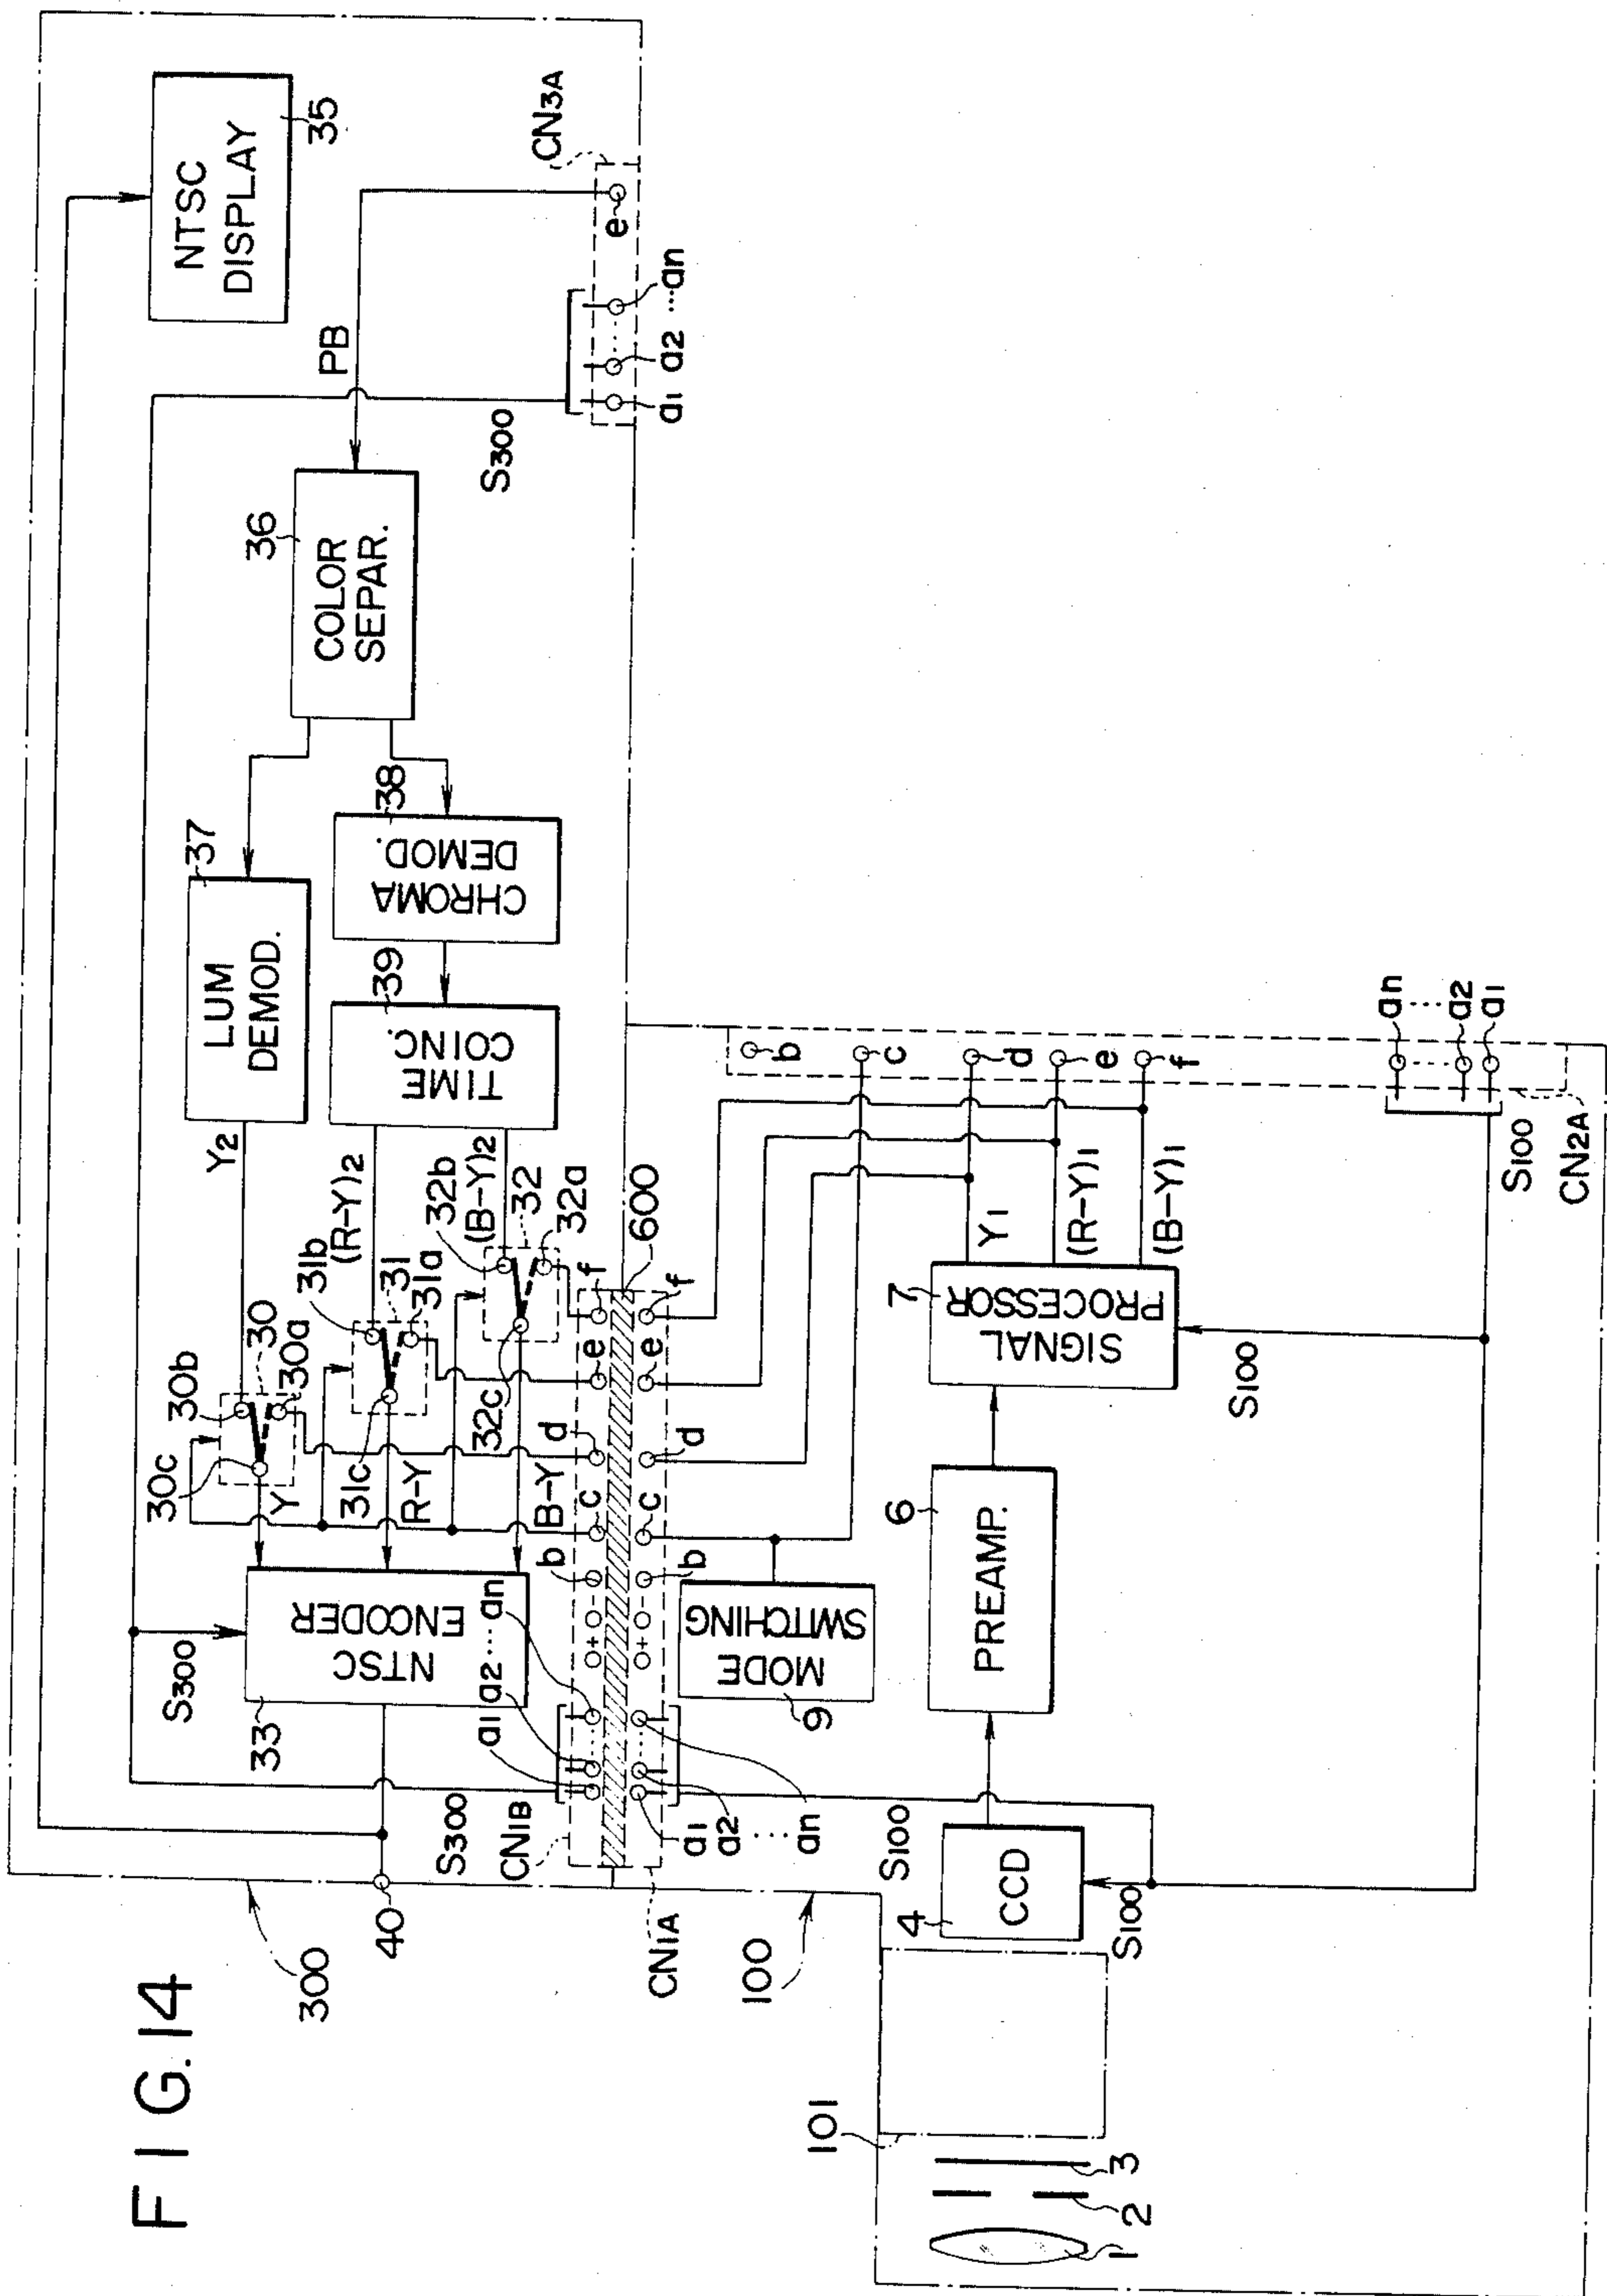 FIG. 14
300
S300
33
NTSC
ENCODER
40
30c
30b
30
30a
Y
Y2
LUM
DEMOD.
37
31c
31b
31
31a
R-Y
(R-Y)2
TIME
COINC.
39
CHROMA
DEMOD.
38
COLOR
SEPAR.
36
PB
NTSC
DISPLAY
35
32c
32b
32
32a
B-Y
(B-Y)2
S300
CN1B
a1
a2
...
an
b
c
d
e
f
600
+
-
CN1A
a1
a2
...
an
+
-
b
c
d
e
f
S300
a1
a2
...an
e
CN3A
100
SWITCHING
MODE
9
S100
4
CCD
S100
6
PREAMP.
7
SIGNAL
PROCESSOR
S100
Y1
(R-Y)1
(B-Y)1
b
c
d
e
f
an
...
a2
a1
S100
CN2A
101
1
2
3